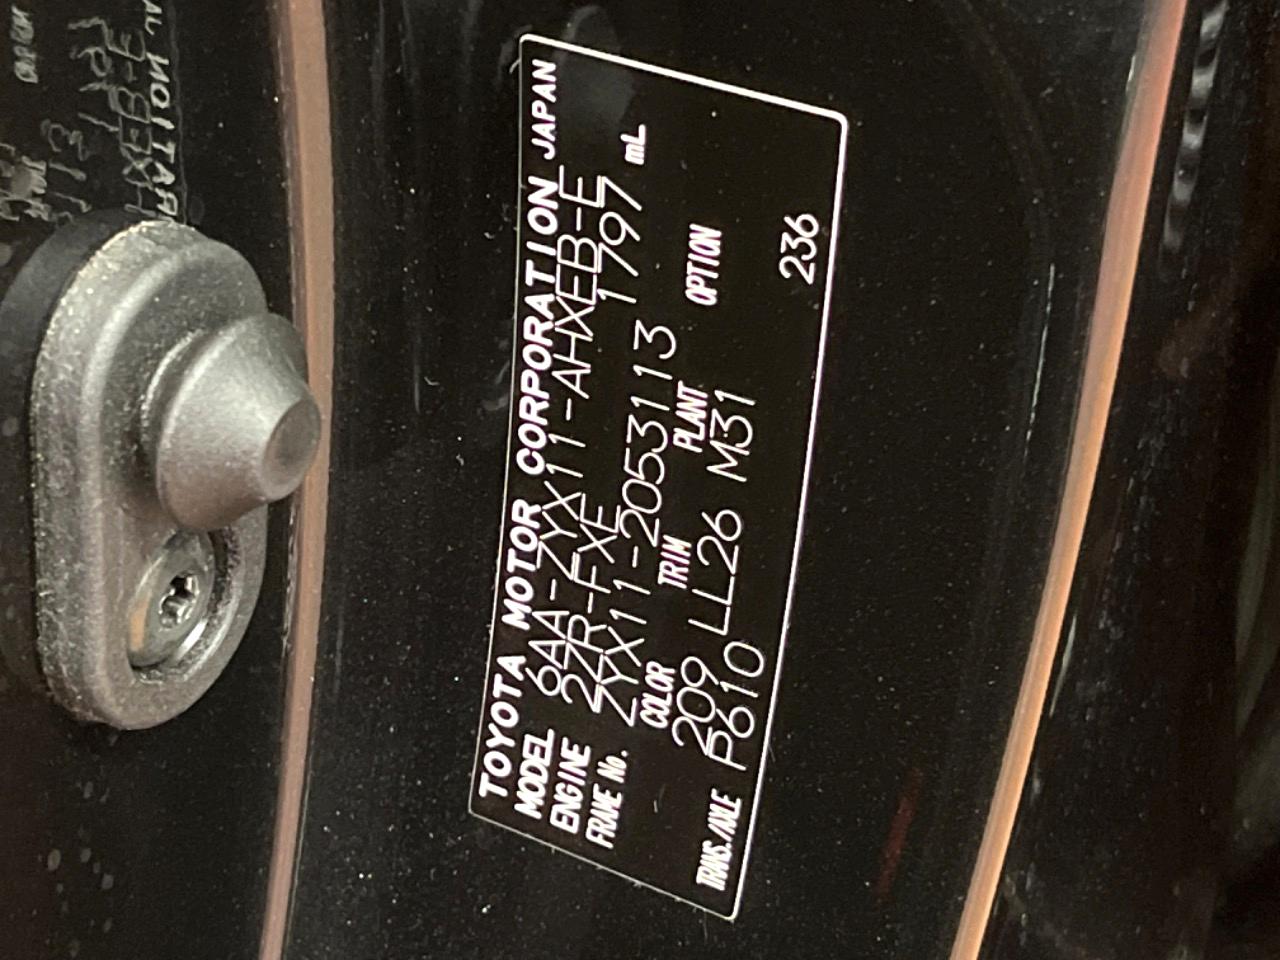 TOYOTA MOTOR CORPORATION JAPAN
MODEL 6AA-ZYX11-AHXEB-E
ENGINE 2ZR-FXE 1797 mL
FRAME No. ZYX11-2053113
COLOR TRIM PLANT OPTION
209 LL26 M31
TRANS./AXLE P610 236